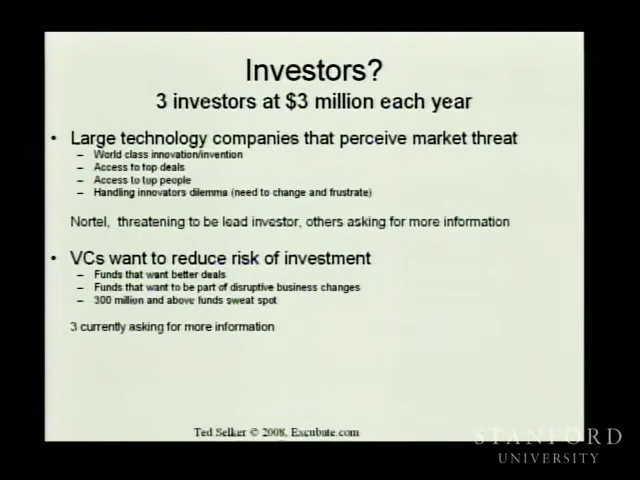 Investors?
3 investors at $3 million each year
• Large technology companies that perceive market threat
– World class innovation/invention
– Access to top deals
– Access to top people
– Handling innovators dilemma (need to change and frustrate)
Nortel, threatening to be lead investor, others asking for more information
• VCs want to reduce risk of investment
– Funds that want better deals
– Funds that want to be part of disruptive business changes
– 300 million and above funds sweat spot
3 currently asking for more information
Ted Selker © 2008, Excubate.com
STANFORD
UNIVERSITY